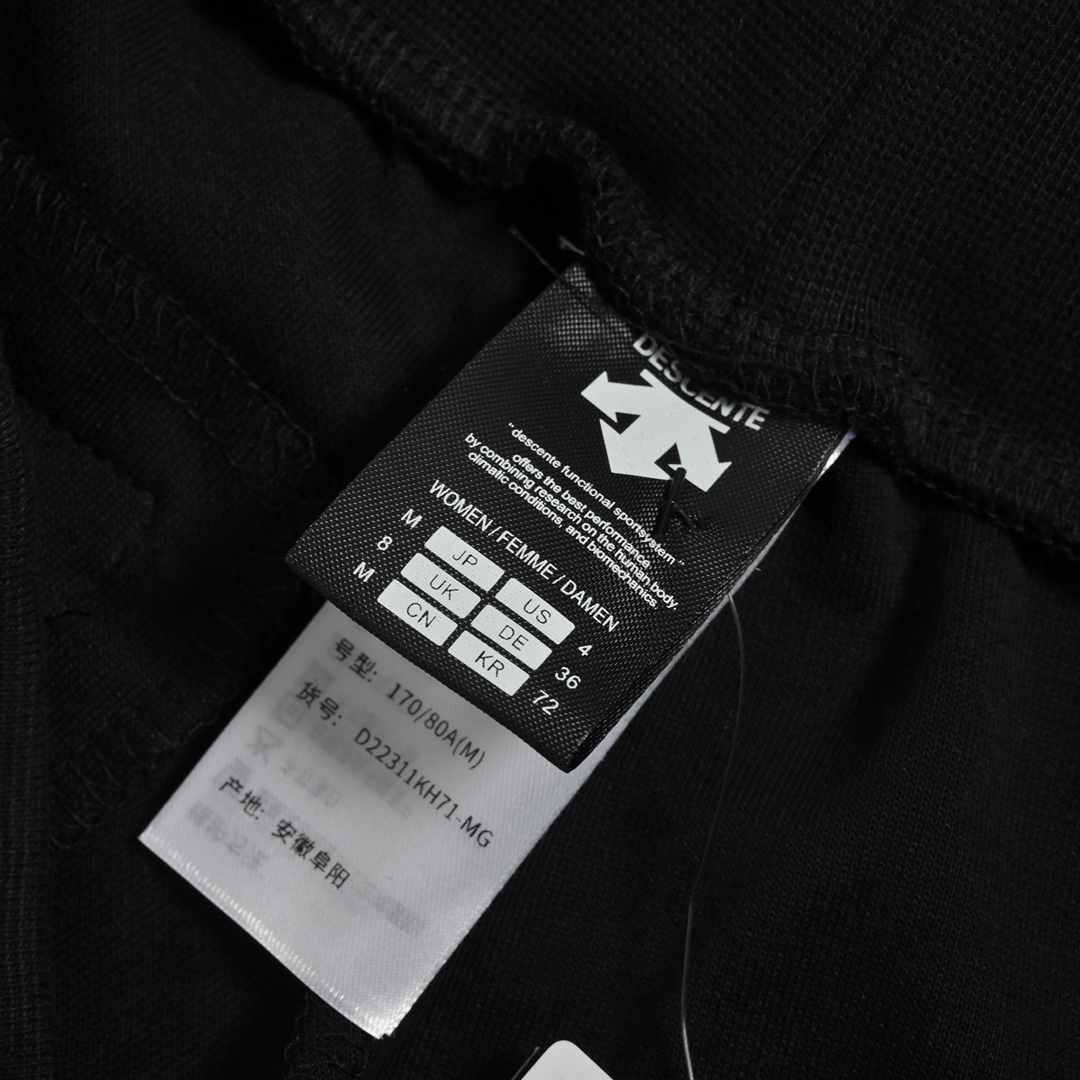 DESCENTE
"descente functional sportsystem"
offers the best performance
by combining research on the human body,
climatic conditions, and biomechanics
WOMEN / FEMME / DAMEN
M JP US 4
8 UK DE 36
M CN KR 72
号型: 170/80A(M)
货号: D22311KH71-MG
产地: 安徽阜阳